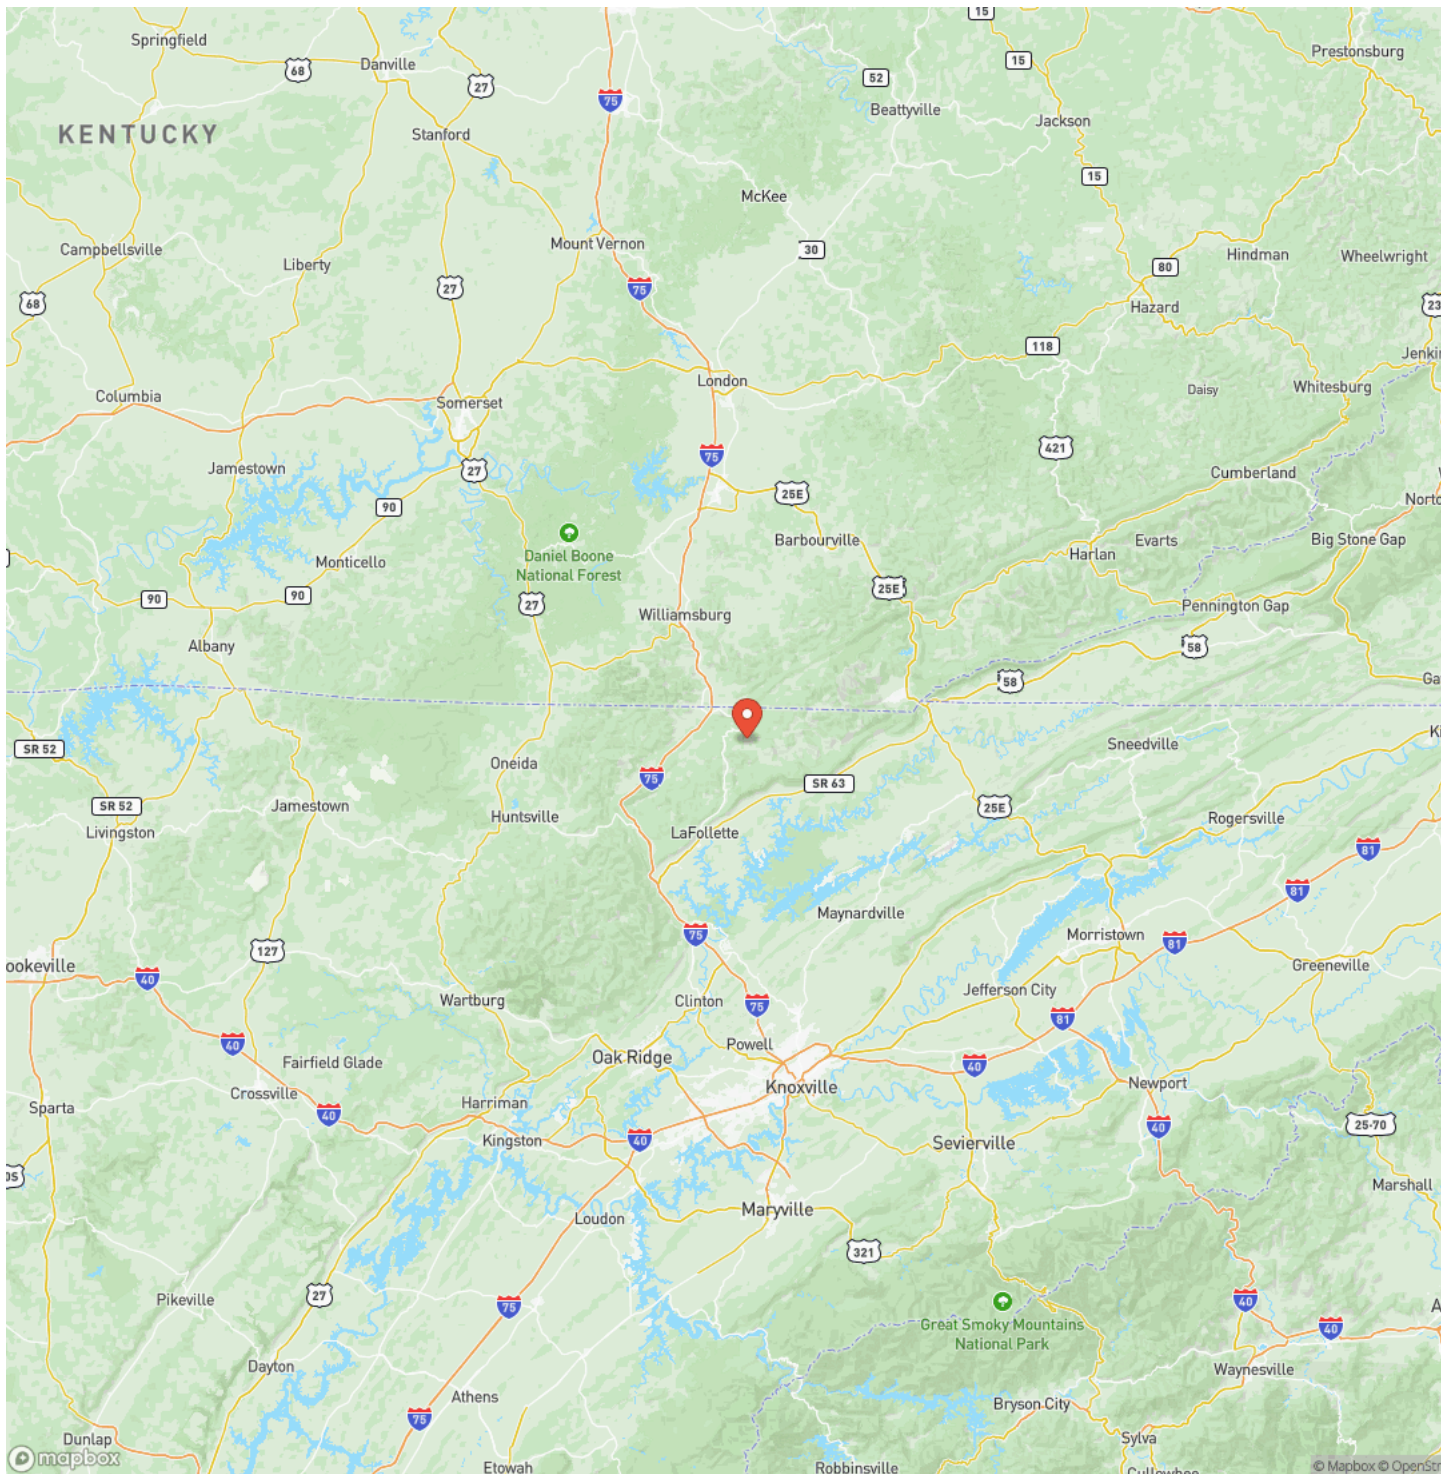 15
Springfield
Danville
68
27
75
52
15
Prestonsburg
Beattyville
Jackson
KENTUCKY
Stanford
15
McKee
Campbellsville
Liberty
Mount Vernon
30
Hindman
Wheelwright
80
68
27
75
Hazard
23
118
Jenki
London
Daisy
Whitesburg
Columbia
Somerset
421
75
Jamestown
27
Cumberland
25E
Norto
90
Barbourville
Evarts
Big Stone Gap
Daniel Boone
National Forest
Harlan
Monticello
90
90
27
25E
Pennington Gap
Williamsburg
Albany
58
58
Ga
SR 52
Sneedville
Ki
Oneida
75
SR 63
SR 52
Jamestown
25E
Huntsville
Rogersville
Livingston
LaFollette
81
81
Maynardville
75
Morristown
81
127
ookeville
40
Greeneville
Jefferson City
Wartburg
Clinton
75
81
40
Powell
Fairfield Glade
Oak Ridge
40
Knoxville
Newport
Crossville
Sparta
40
Harriman
25-70
40
Kingston
40
Sevierville
Marshall
Maryville
Loudon
321
27
Pikeville
75
40
Great Smoky Mountains
National Park
40
Dayton
Waynesville
Athens
Bryson City
75
Dunlap
Sylva
mapbox
Etowah
Robbinsville
Cullowhee
© Mapbox © OpenStr